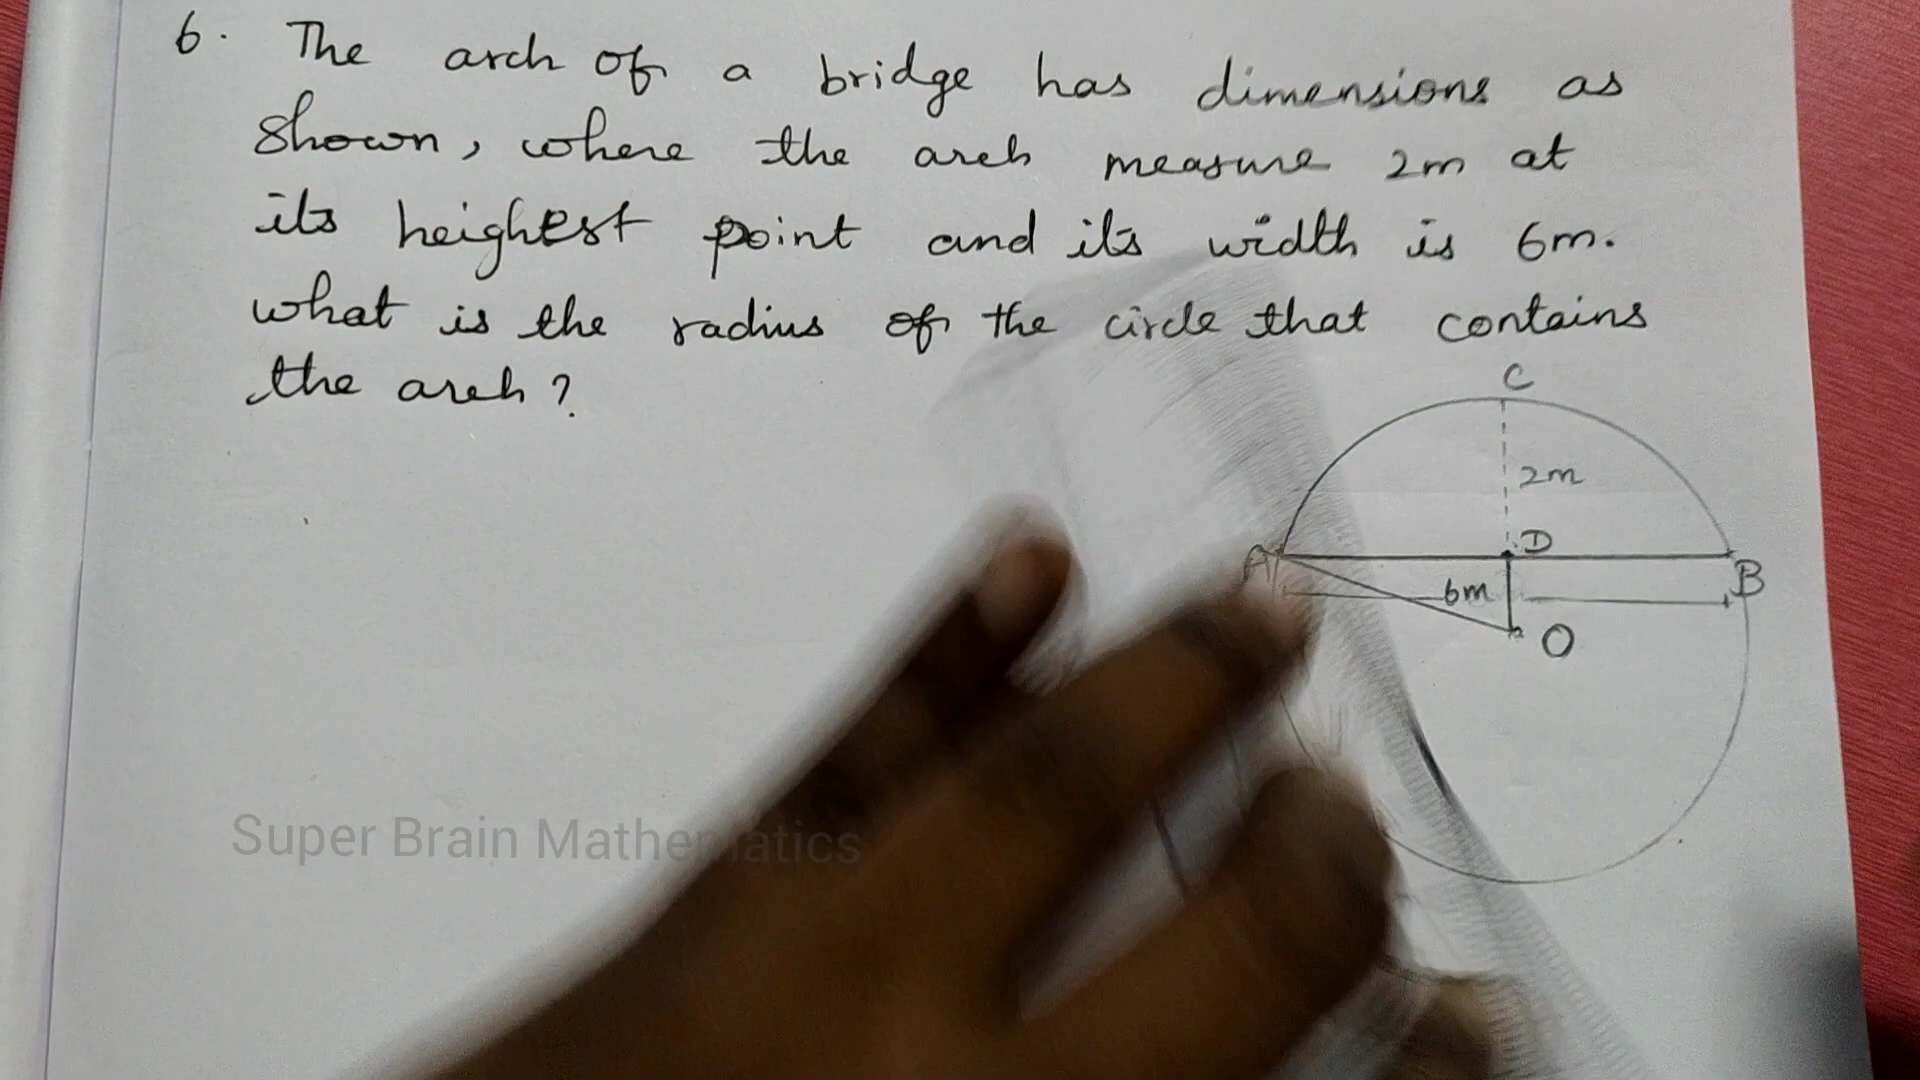 6. The arch of a bridge has dimensions as
shown, where the arch measure 2m at
its heighest point and its width is 6m.
what is the radius of the circle that contains
the arch?
C
2m
D
A
B
6m
O
Super Brain Mathematics